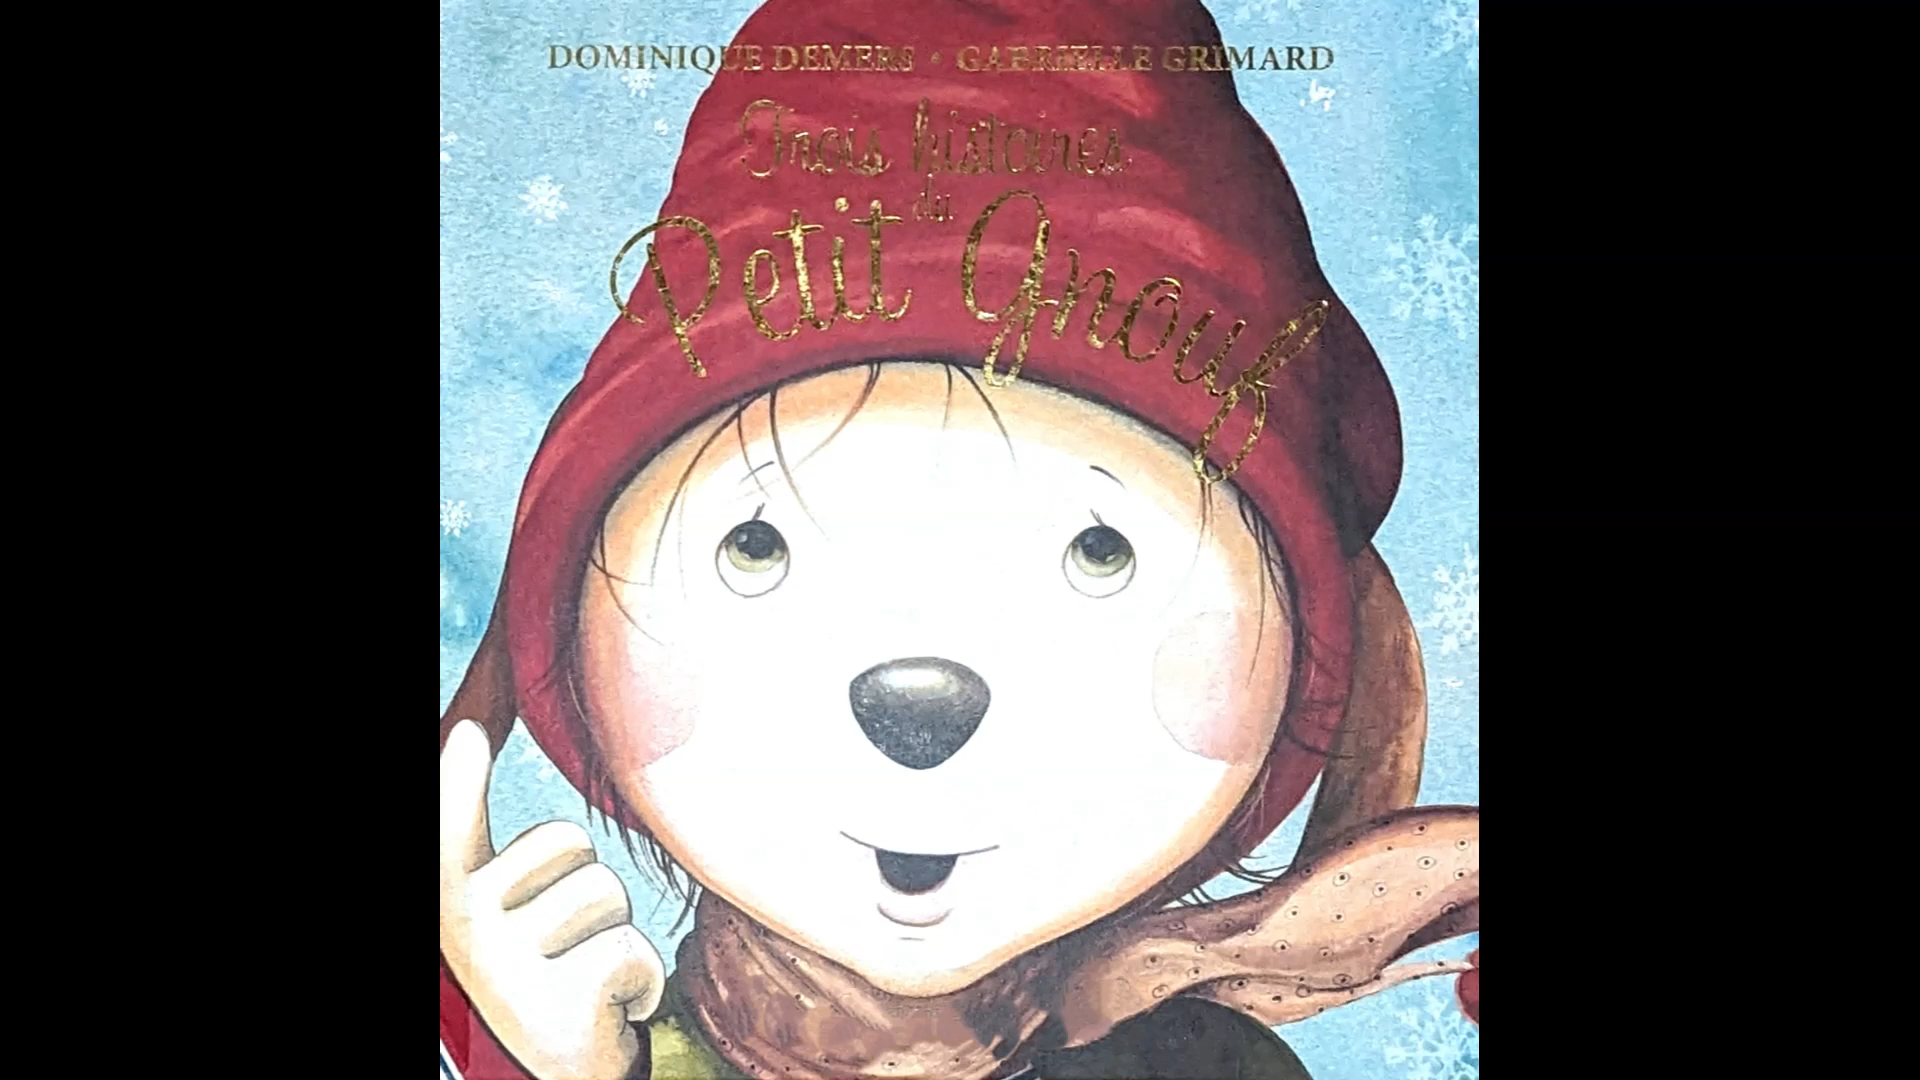 DOMINIQUE DEMERS • GABRIELLE GRIMARD
Trois histoires
du
Petit Gnouf